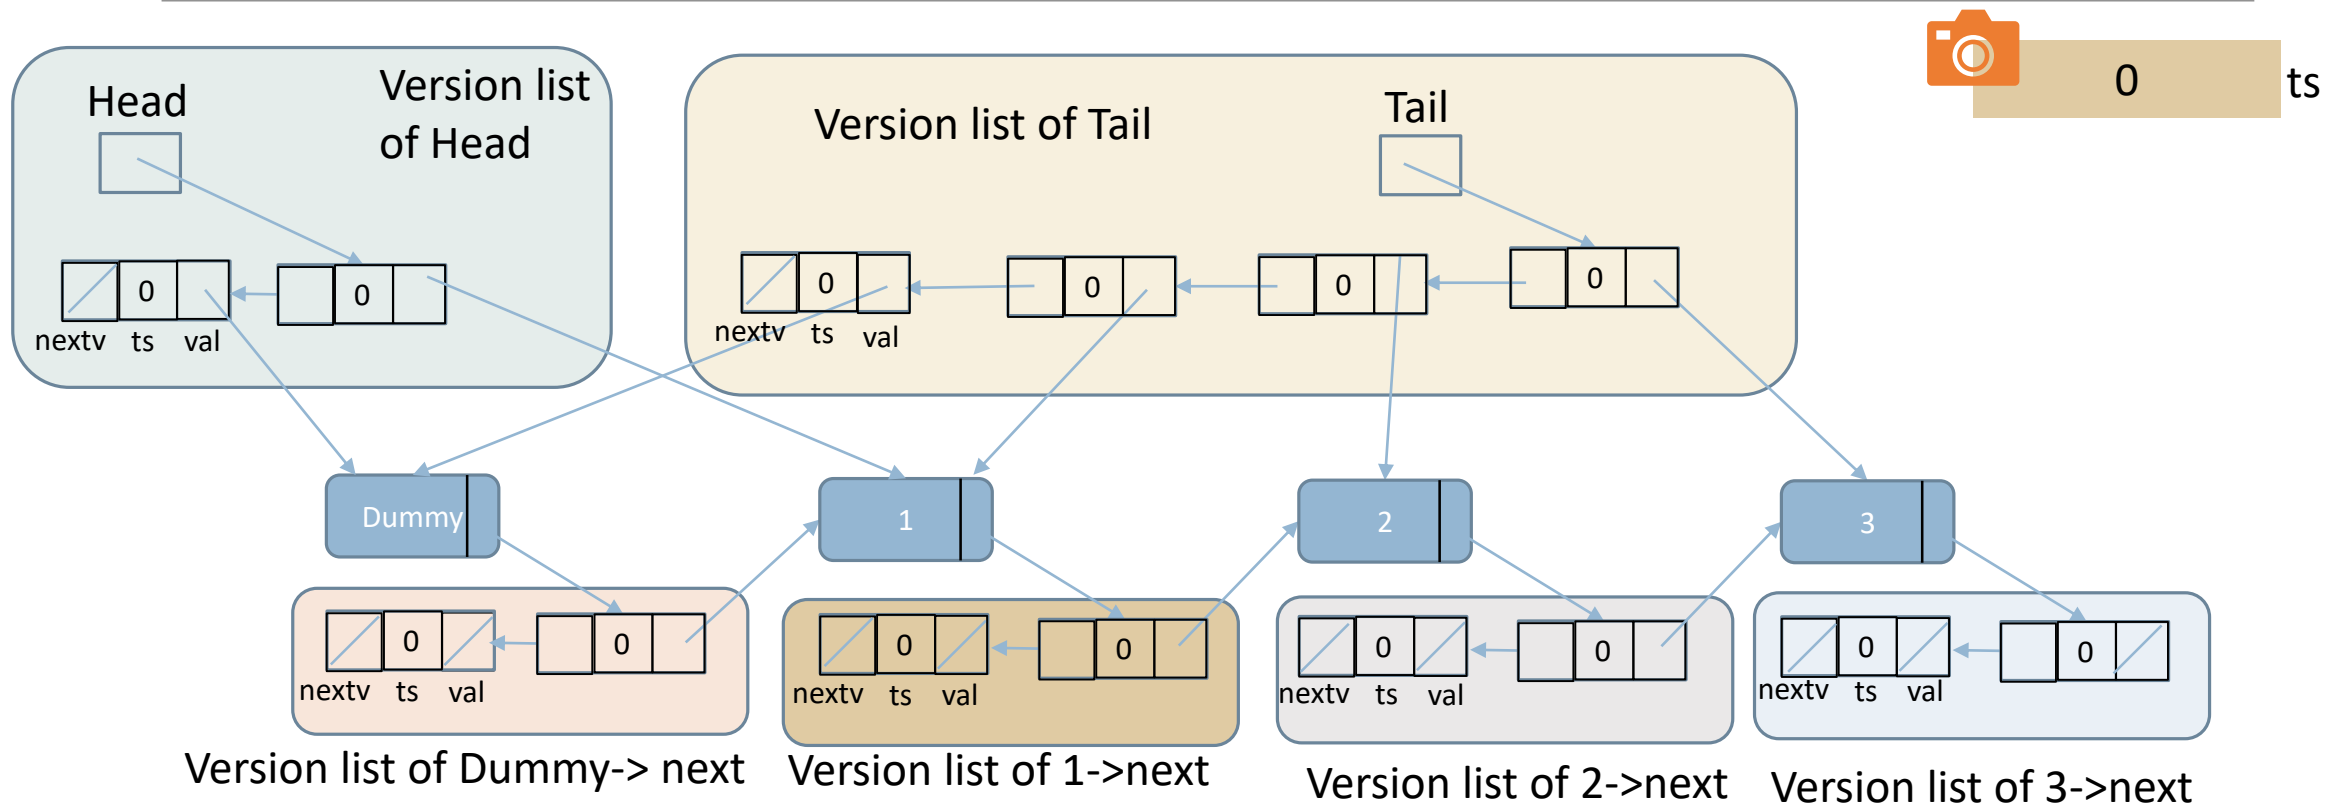 Head
Version list
of Head
Version list of Tail
Tail
0 ts
0 0
nextv ts val
0 0 0 0
nextv ts val
Dummy 1 2 3
0 0
nextv ts val
0 0
nextv ts val
0 0
nextv ts val
0 0
nextv ts val
Version list of Dummy-> next
Version list of 1->next
Version list of 2->next
Version list of 3->next